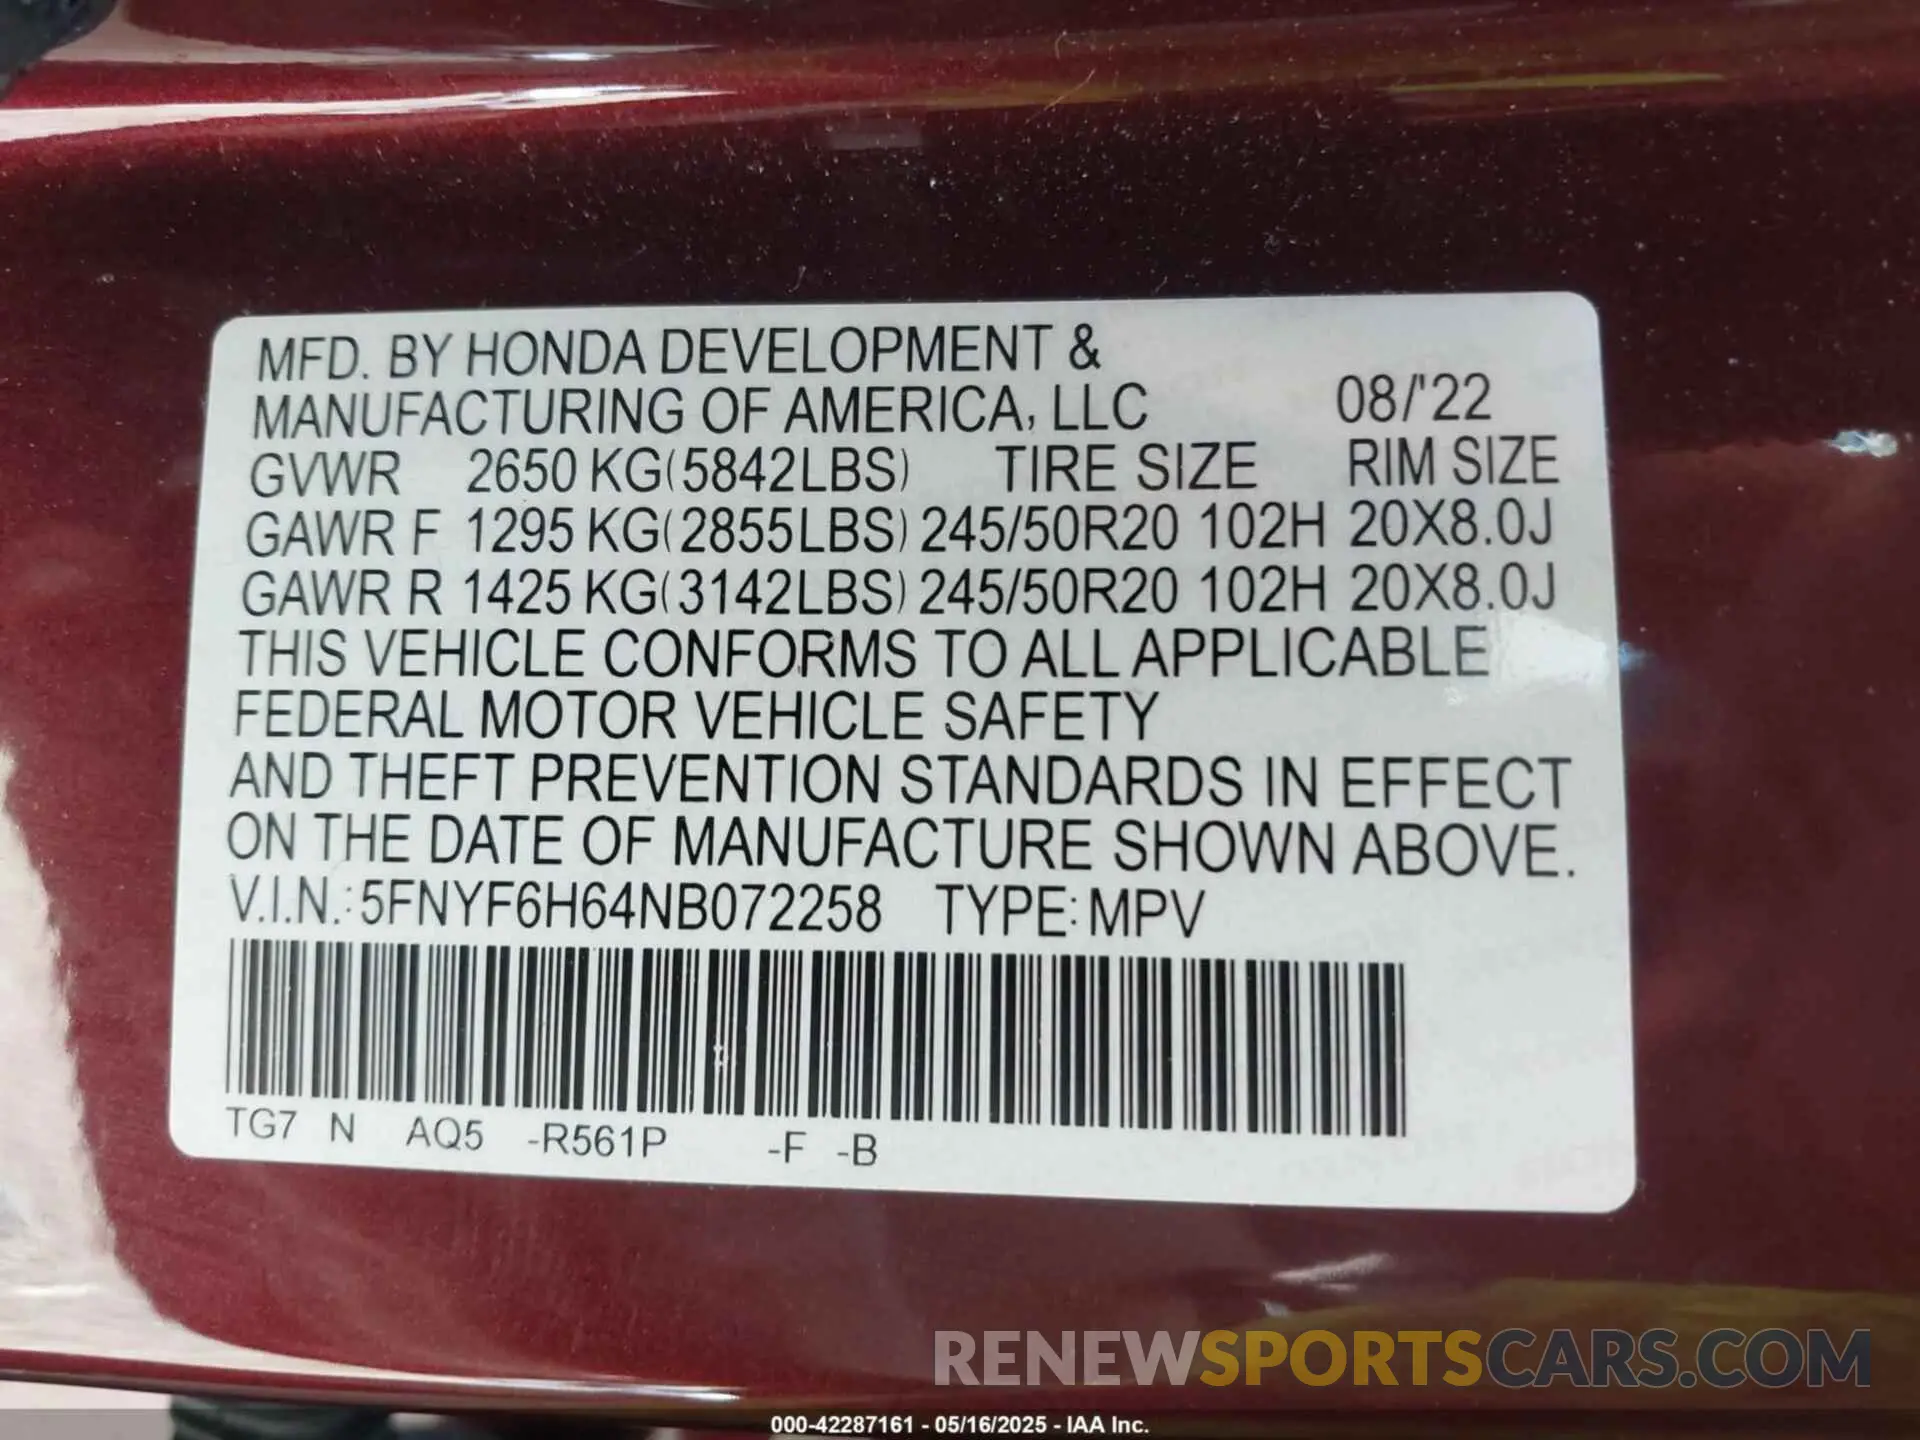 MFD. BY HONDA DEVELOPMENT &
MANUFACTURING OF AMERICA, LLC 08/'22
GVWR 2650 KG(5842LBS) TIRE SIZE RIM SIZE
GAWR F 1295 KG(2855LBS) 245/50R20 102H 20X8.0J
GAWR R 1425 KG(3142LBS) 245/50R20 102H 20X8.0J
THIS VEHICLE CONFORMS TO ALL APPLICABLE
FEDERAL MOTOR VEHICLE SAFETY
AND THEFT PREVENTION STANDARDS IN EFFECT
ON THE DATE OF MANUFACTURE SHOWN ABOVE.
V.I.N.: 5FNYF6H64NB072258 TYPE: MPV
TG7 N AQ5 -R561P -F -B
RENEWSPORTSCARS.COM
000-42287161 - 05/16/2025 - IAA Inc.